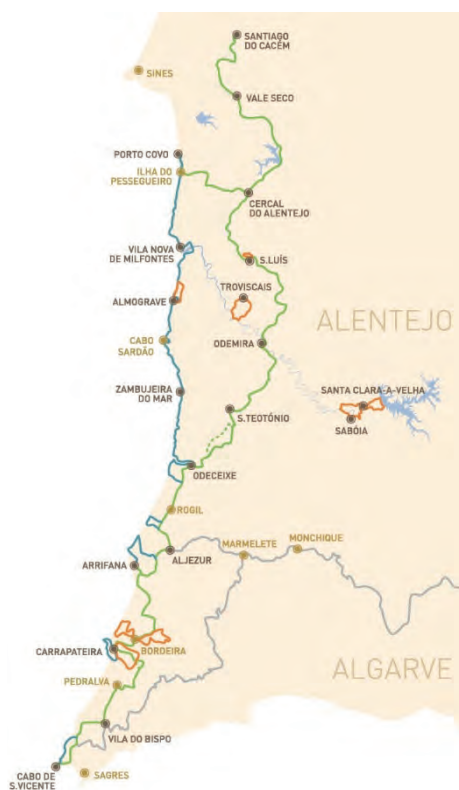 SANTIAGO
DO CACÉM
SINES
VALE SECO
PORTO COVO
ILHA DO
PESSEGUEIRO
CERCAL
DO ALENTEJO
VILA NOVA
DE MILFONTES
S.LUÍS
TROVISCAIS
ALMOGRAVE
ALENTEJO
CABO
SARDÃO
ODEMIRA
ZAMBUJEIRA
DO MAR
SANTA CLARA-A-VELHA
S.TEOTÓNIO
SABÓIA
ODECEIXE
ROGIL
MARMELETE
MONCHIQUE
ALJEZUR
ARRIFANA
CARRAPATEIRA
BORDEIRA
ALGARVE
PEDRALVA
VILA DO BISPO
CABO DE
S.VICENTE
SAGRES